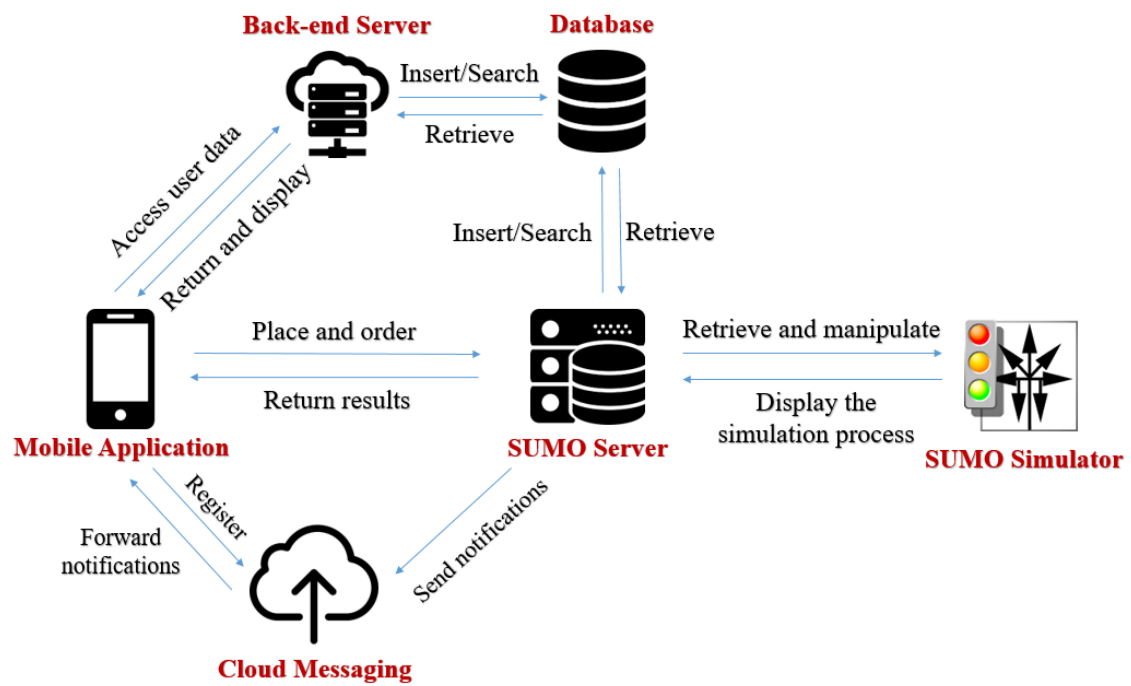 Back-end Server
Database
Insert/Search
Retrieve
Access user data
Return and display
Insert/Search
Retrieve
Place and order
Return results
Retrieve and manipulate
Display the
simulation process
Mobile Application
SUMO Server
SUMO Simulator
Register
Forward
notifications
Send notifications
Cloud Messaging